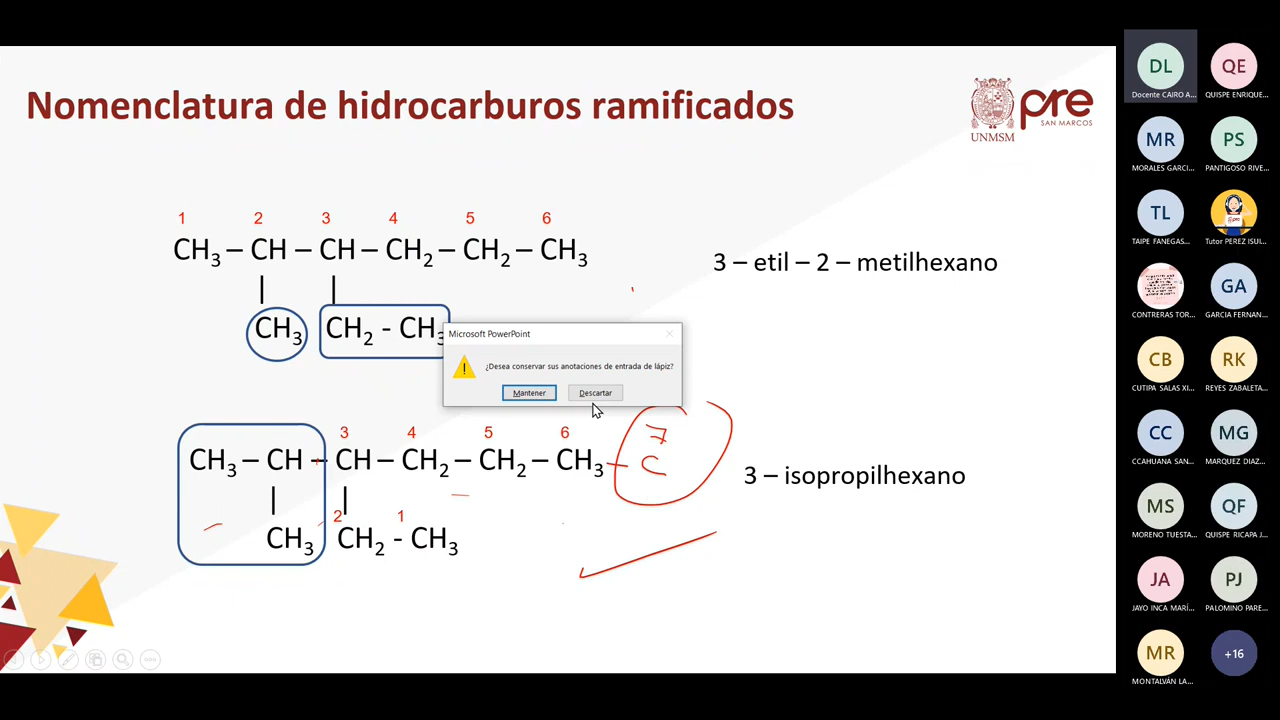 Nomenclatura de hidrocarburos ramificados
UNMSM
pre
SAN MARCOS
1 2 3 4 5 6
CH₃ – CH – CH – CH₂ – CH₂ – CH₃
| |
CH₃ CH₂ - CH₃
3 – etil – 2 – metilhexano
Microsoft PowerPoint
¿Desea conservar sus anotaciones de entrada de lápiz?
Mantener Descartar
3 4 5 6 7
CH₃ – CH – CH – CH₂ – CH₂ – CH₃ – C
| |
2 1
CH₃ CH₂ - CH₃
3 – isopropilhexano
DL
Docente CAIRO A...
QE
QUISPE ENRIQUE...
MR
MORALES GARCI...
PS
PANTIGOSO RIVE...
TL
TAIPE FANEGAS...
Tutor PEREZ ISUI...
CONTRERAS TOR...
GA
GARCIA FERNAN...
CB
CUTIPA SALAS XI...
RK
REYES ZABALETA...
CC
CCAHUANA SAN...
MG
MARQUEZ DIAZ...
MS
MORENO TUESTA...
QF
QUISPE RICAPA J...
JA
JAYO INCA MARÍ...
PJ
PALOMINO PARE...
MR
MONTALVÁN LA...
+16